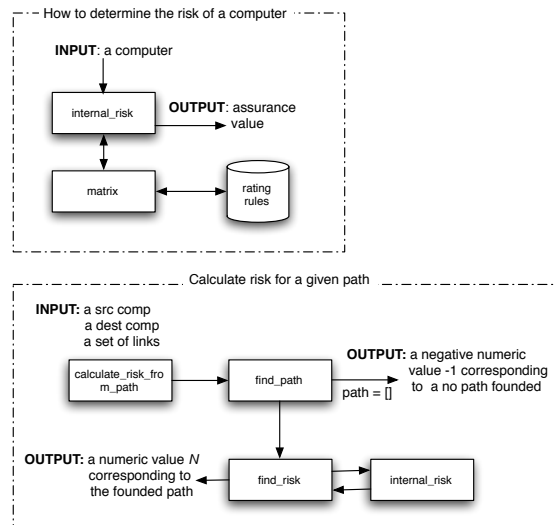 How to determine the risk of a computer
INPUT: a computer
internal_risk
OUTPUT: assurance
value
matrix
rating
rules
Calculate risk for a given path
INPUT: a src comp
a dest comp
a set of links
calculate_risk_fro
m_path
find_path
path = []
OUTPUT: a negative numeric
value -1 corresponding
to a no path founded
OUTPUT: a numeric value N
corresponding to
the founded path
find_risk
internal_risk